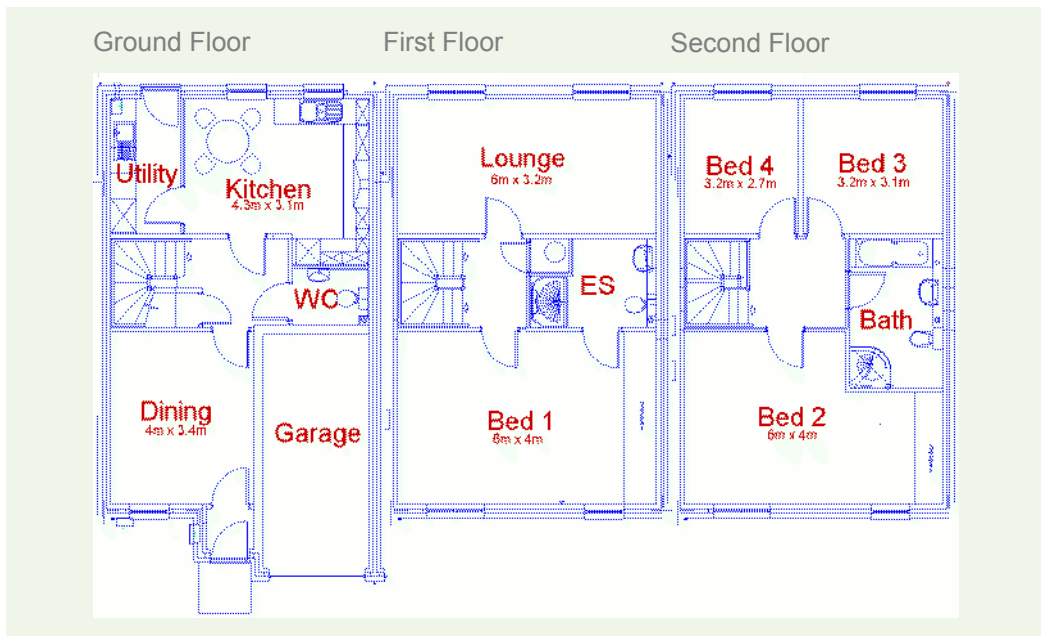 Ground Floor
First Floor
Second Floor
Utility
Kitchen
4.3m x 3.1m
WC
Dining
4m x 3.4m
Garage
Lounge
6m x 3.2m
ES
Bed 1
6m x 4m
Bed 4
3.2m x 2.7m
Bed 3
3.2m x 3.1m
Bath
Bed 2
6m x 4m